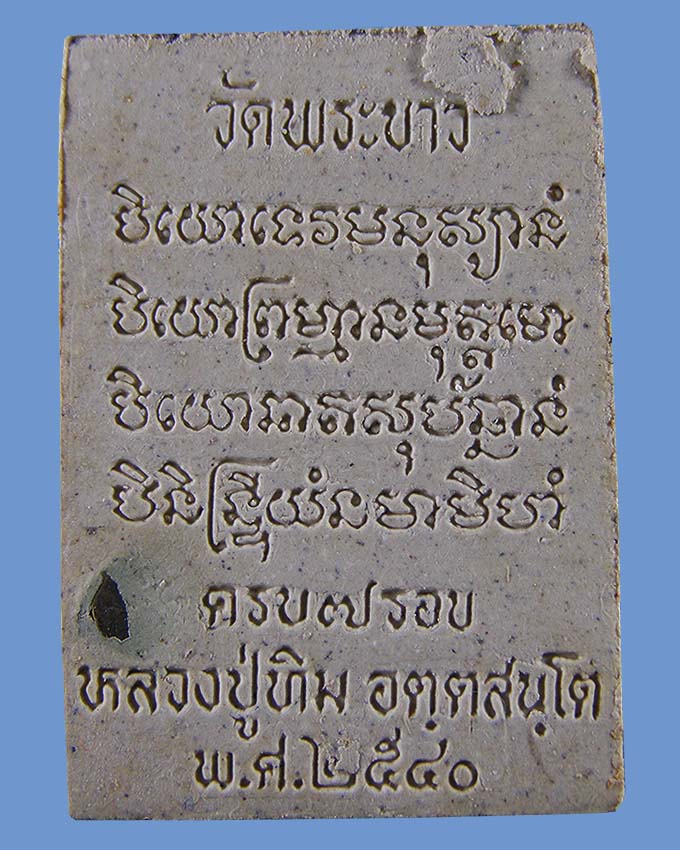 วัดพระขาว
បិយោទេវមនុស្សានំ
បិយោព្រហ្មានមុត្តមោ
បិយោនាគសុបណ្ណានំ
បិនិន្ទ្រិយំនមាមិហំ
ครบ๗รอบ
หลวงปู่ทิม อตฺตสนฺโต
พ.ศ.๒๕๔๐